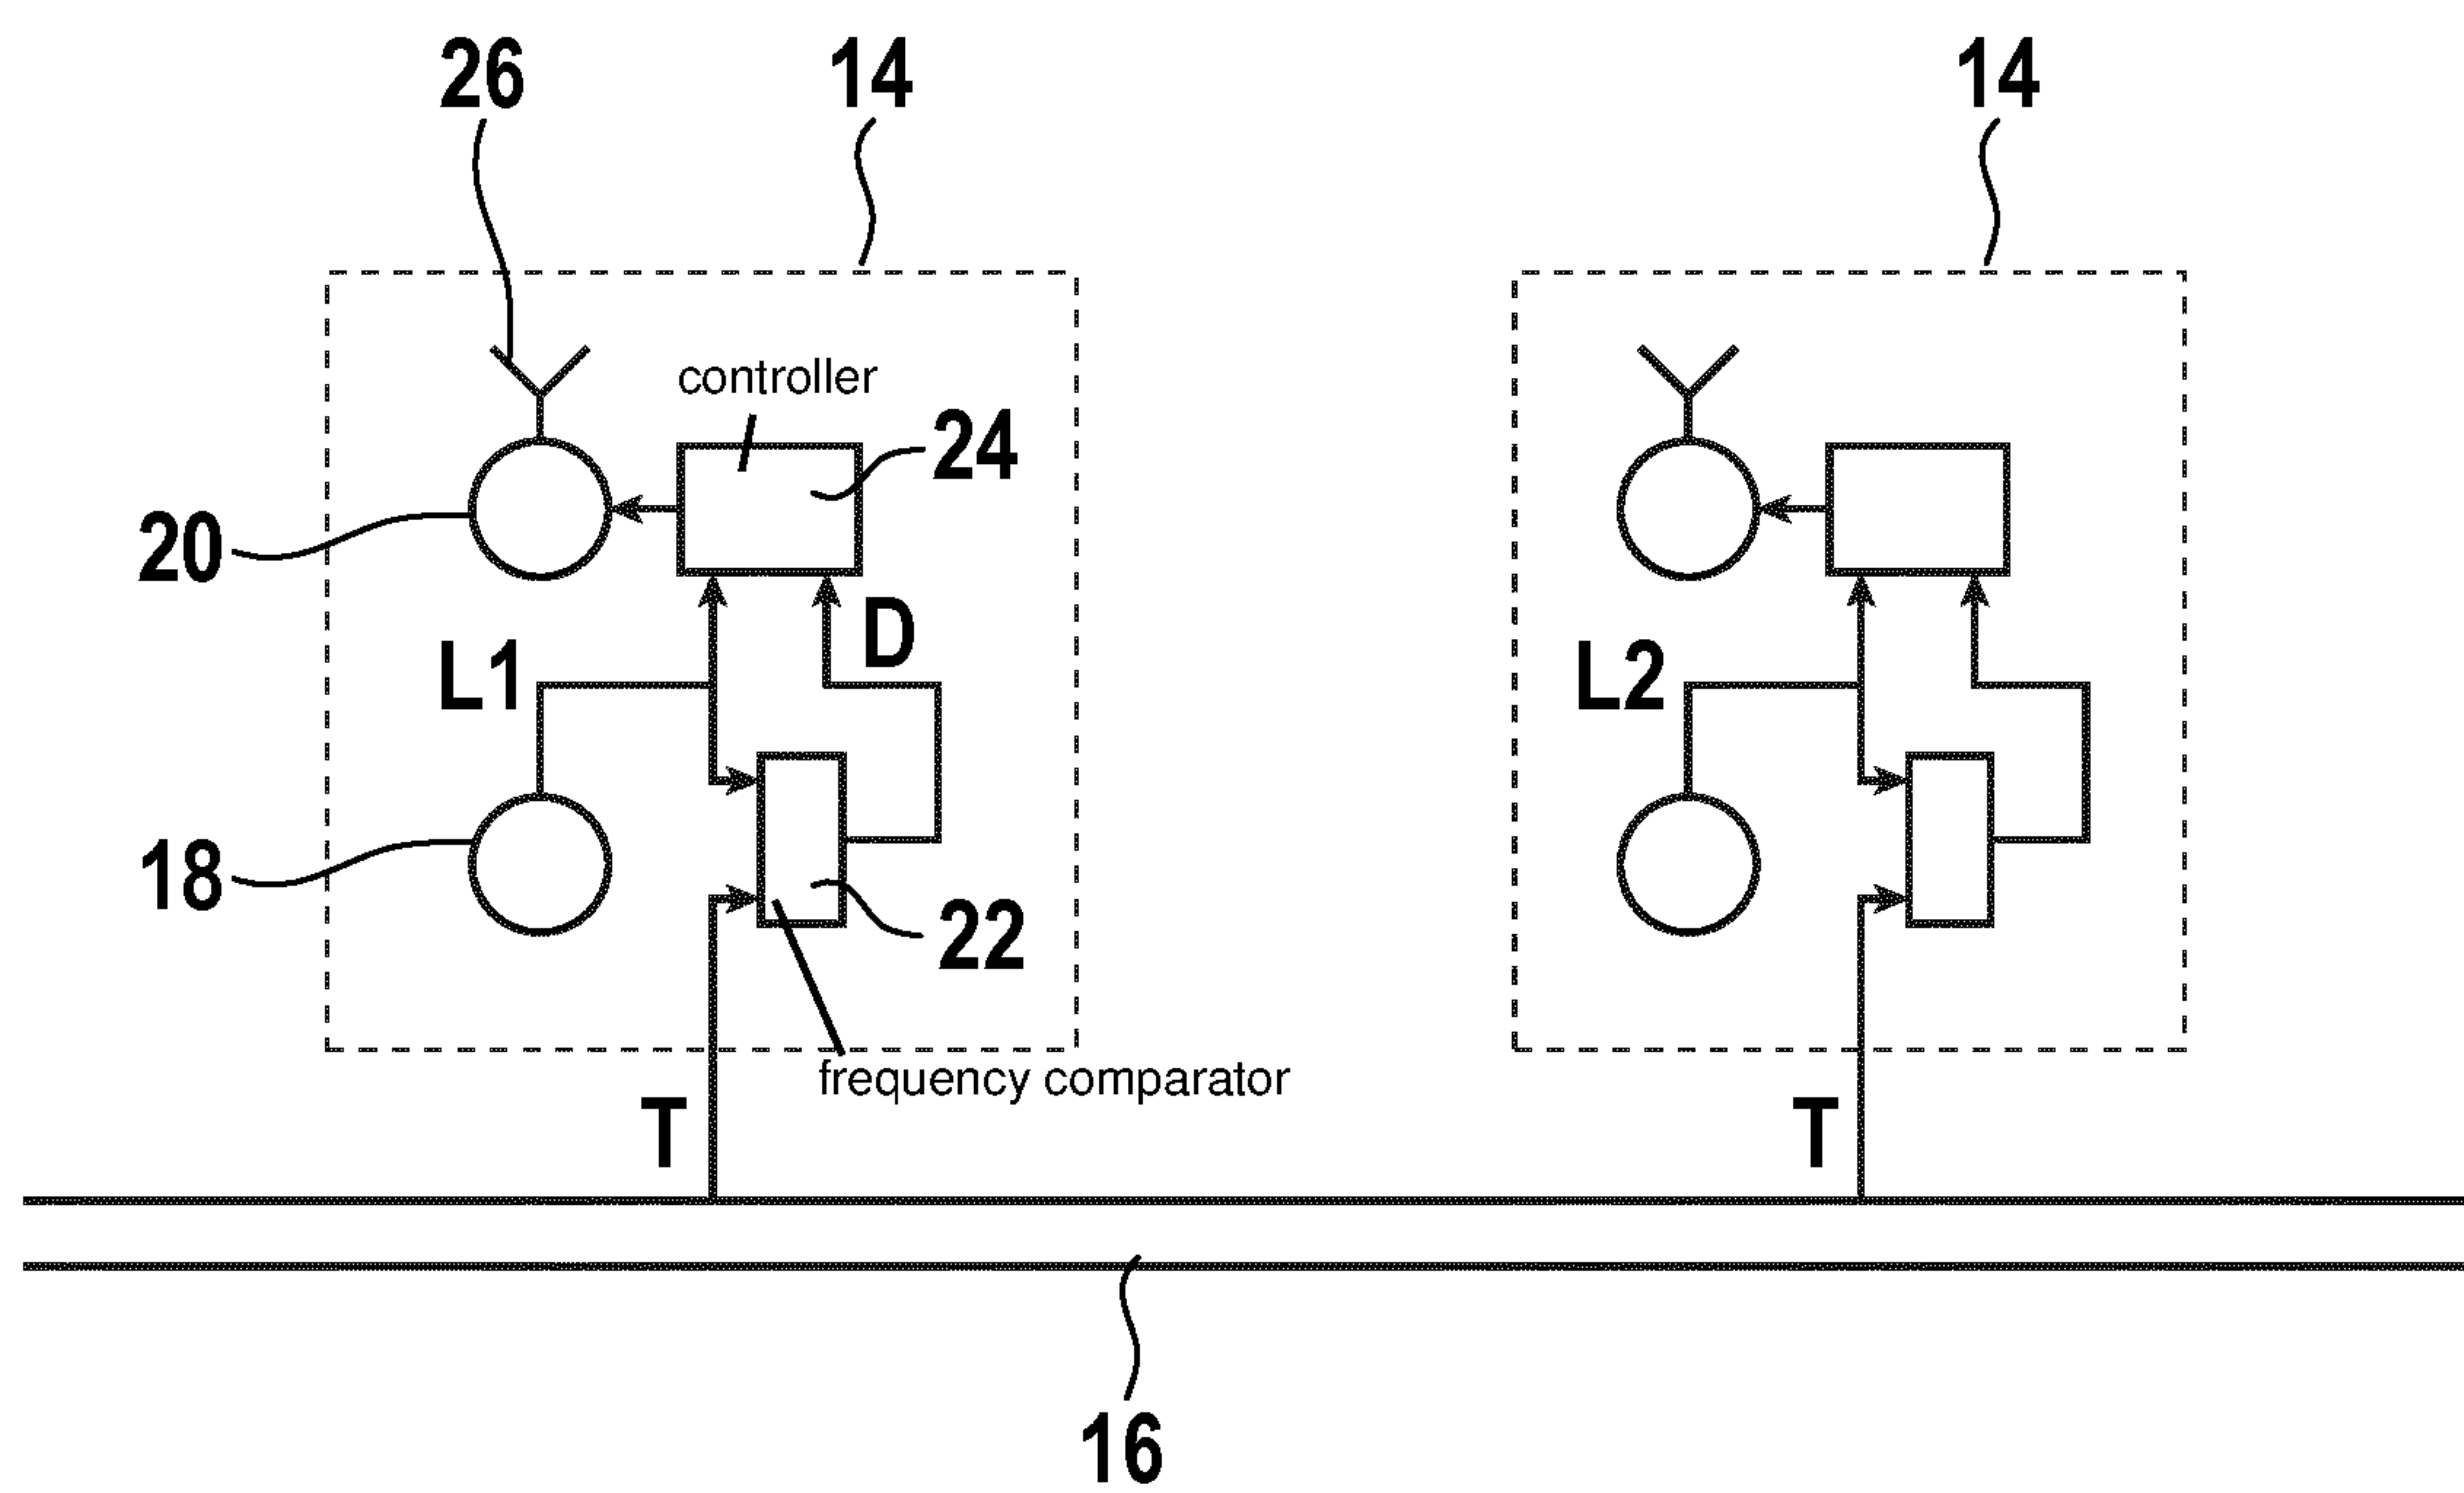 26
14
14
controller
24
20
D
L1
L2
18
22
frequency comparator
T
T
16